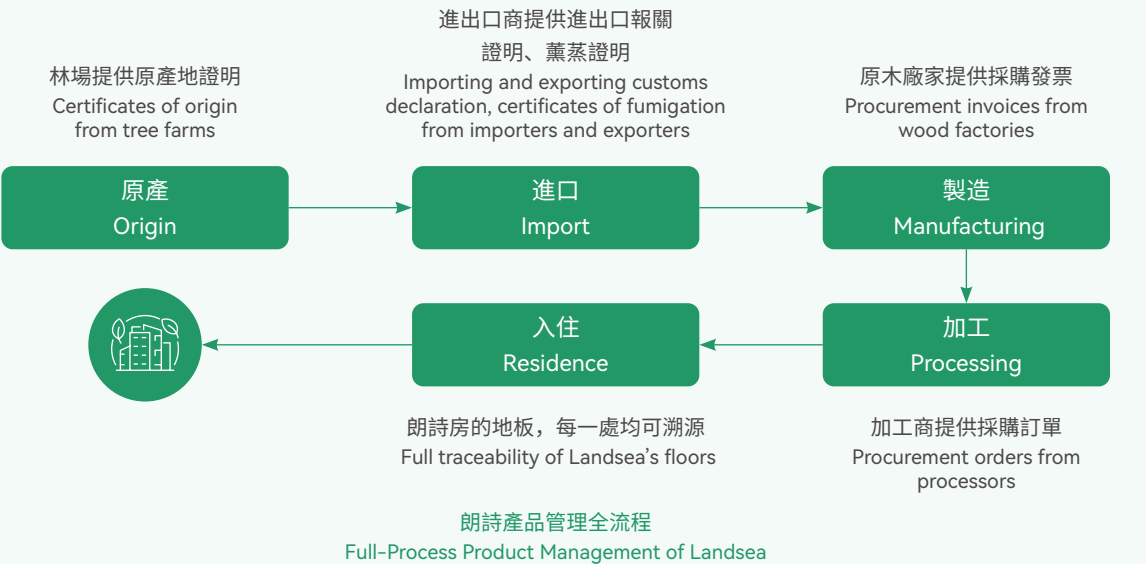 林場提供原產地證明
Certificates of origin
from tree farms
進出口商提供進出口報關
證明、薰蒸證明
Importing and exporting customs
declaration, certificates of fumigation
from importers and exporters
原木廠家提供採購發票
Procurement invoices from
wood factories
原產
Origin
進口
Import
製造
Manufacturing
入住
Residence
加工
Processing
朗詩房的地板，每一處均可溯源
Full traceability of Landsea’s floors
加工商提供採購訂單
Procurement orders from
processors
朗詩產品管理全流程
Full-Process Product Management of Landsea